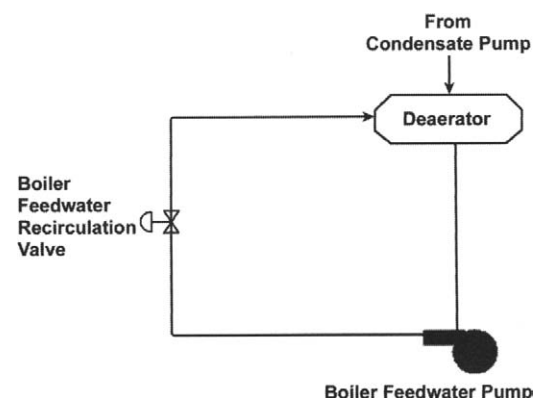 From
Condensate Pump
Deaerator
Boiler
Feedwater
Recirculation
Valve
Boiler Feedwater Pump